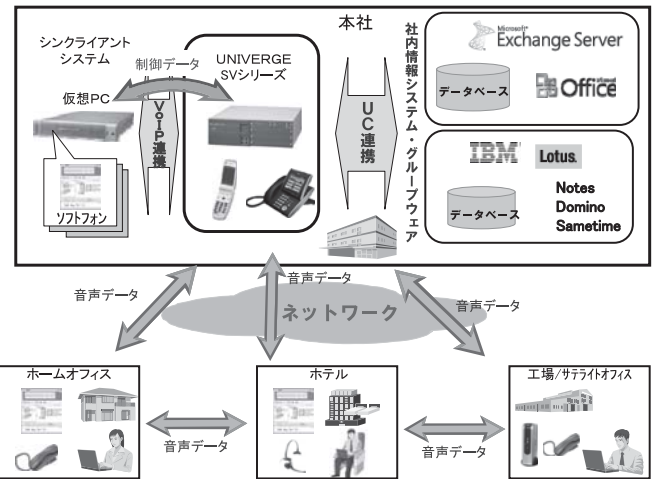 本社
シンクライアント
システム
制御データ
UNIVERGE
SVシリーズ
仮想PC
VoIP連携
ソフトフォン
UC連携
社内情報システム・グループウェア
Microsoft
Exchange Server
データベース
Office
IBM
Lotus.
データベース
Notes
Domino
Sametime
音声データ
音声データ
音声データ
ネットワーク
ホームオフィス
ホテル
工場/サテライトオフィス
音声データ
音声データ